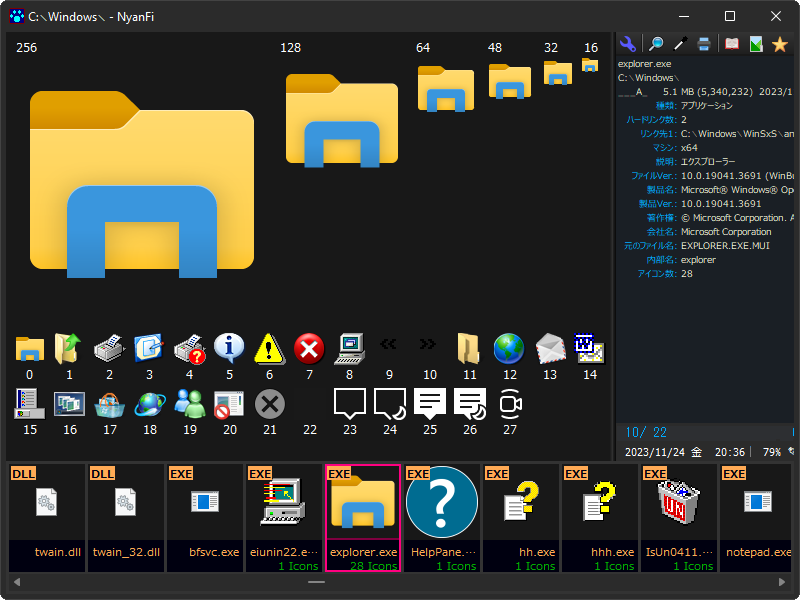 C:\Windows\ - NyanFi
256
128
64
48
32
16
0
1
2
3
4
5
6
7
8
9
10
11
12
13
14
15
16
17
18
19
20
21
22
23
24
25
26
27
explorer.exe
C:\Windows\
___A_ 5.1 MB (5,340,232) 2023/1
種類: アプリケーション
ハードリンク数: 2
リンク先1: C:\Windows\WinSxS\an
マシン: x64
説明: エクスプローラー
ファイルVer.: 10.0.19041.3691 (WinBu
製品名: Microsoft® Windows® Op
製品Ver.: 10.0.19041.3691
著作権: © Microsoft Corporation. A
会社名: Microsoft Corporation
元のファイル名: EXPLORER.EXE.MUI
内部名: explorer
アイコン数: 28
10/ 22
2023/11/24 金 20:36 79%
DLL
twain.dll
DLL
twain_32.dll
EXE
bfsvc.exe
EXE
eiunin22.e···
1 Icons
EXE
explorer.exe
28 Icons
EXE
?
HelpPane.···
1 Icons
EXE
hh.exe
1 Icons
EXE
hhh.exe
1 Icons
EXE
UN
IsUn0411.···
1 Icons
EXE
notepad.exe